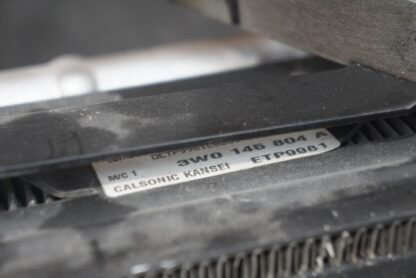 M/C 1 3W0 145 804 A
CALSONIC KANSEI ETP9981